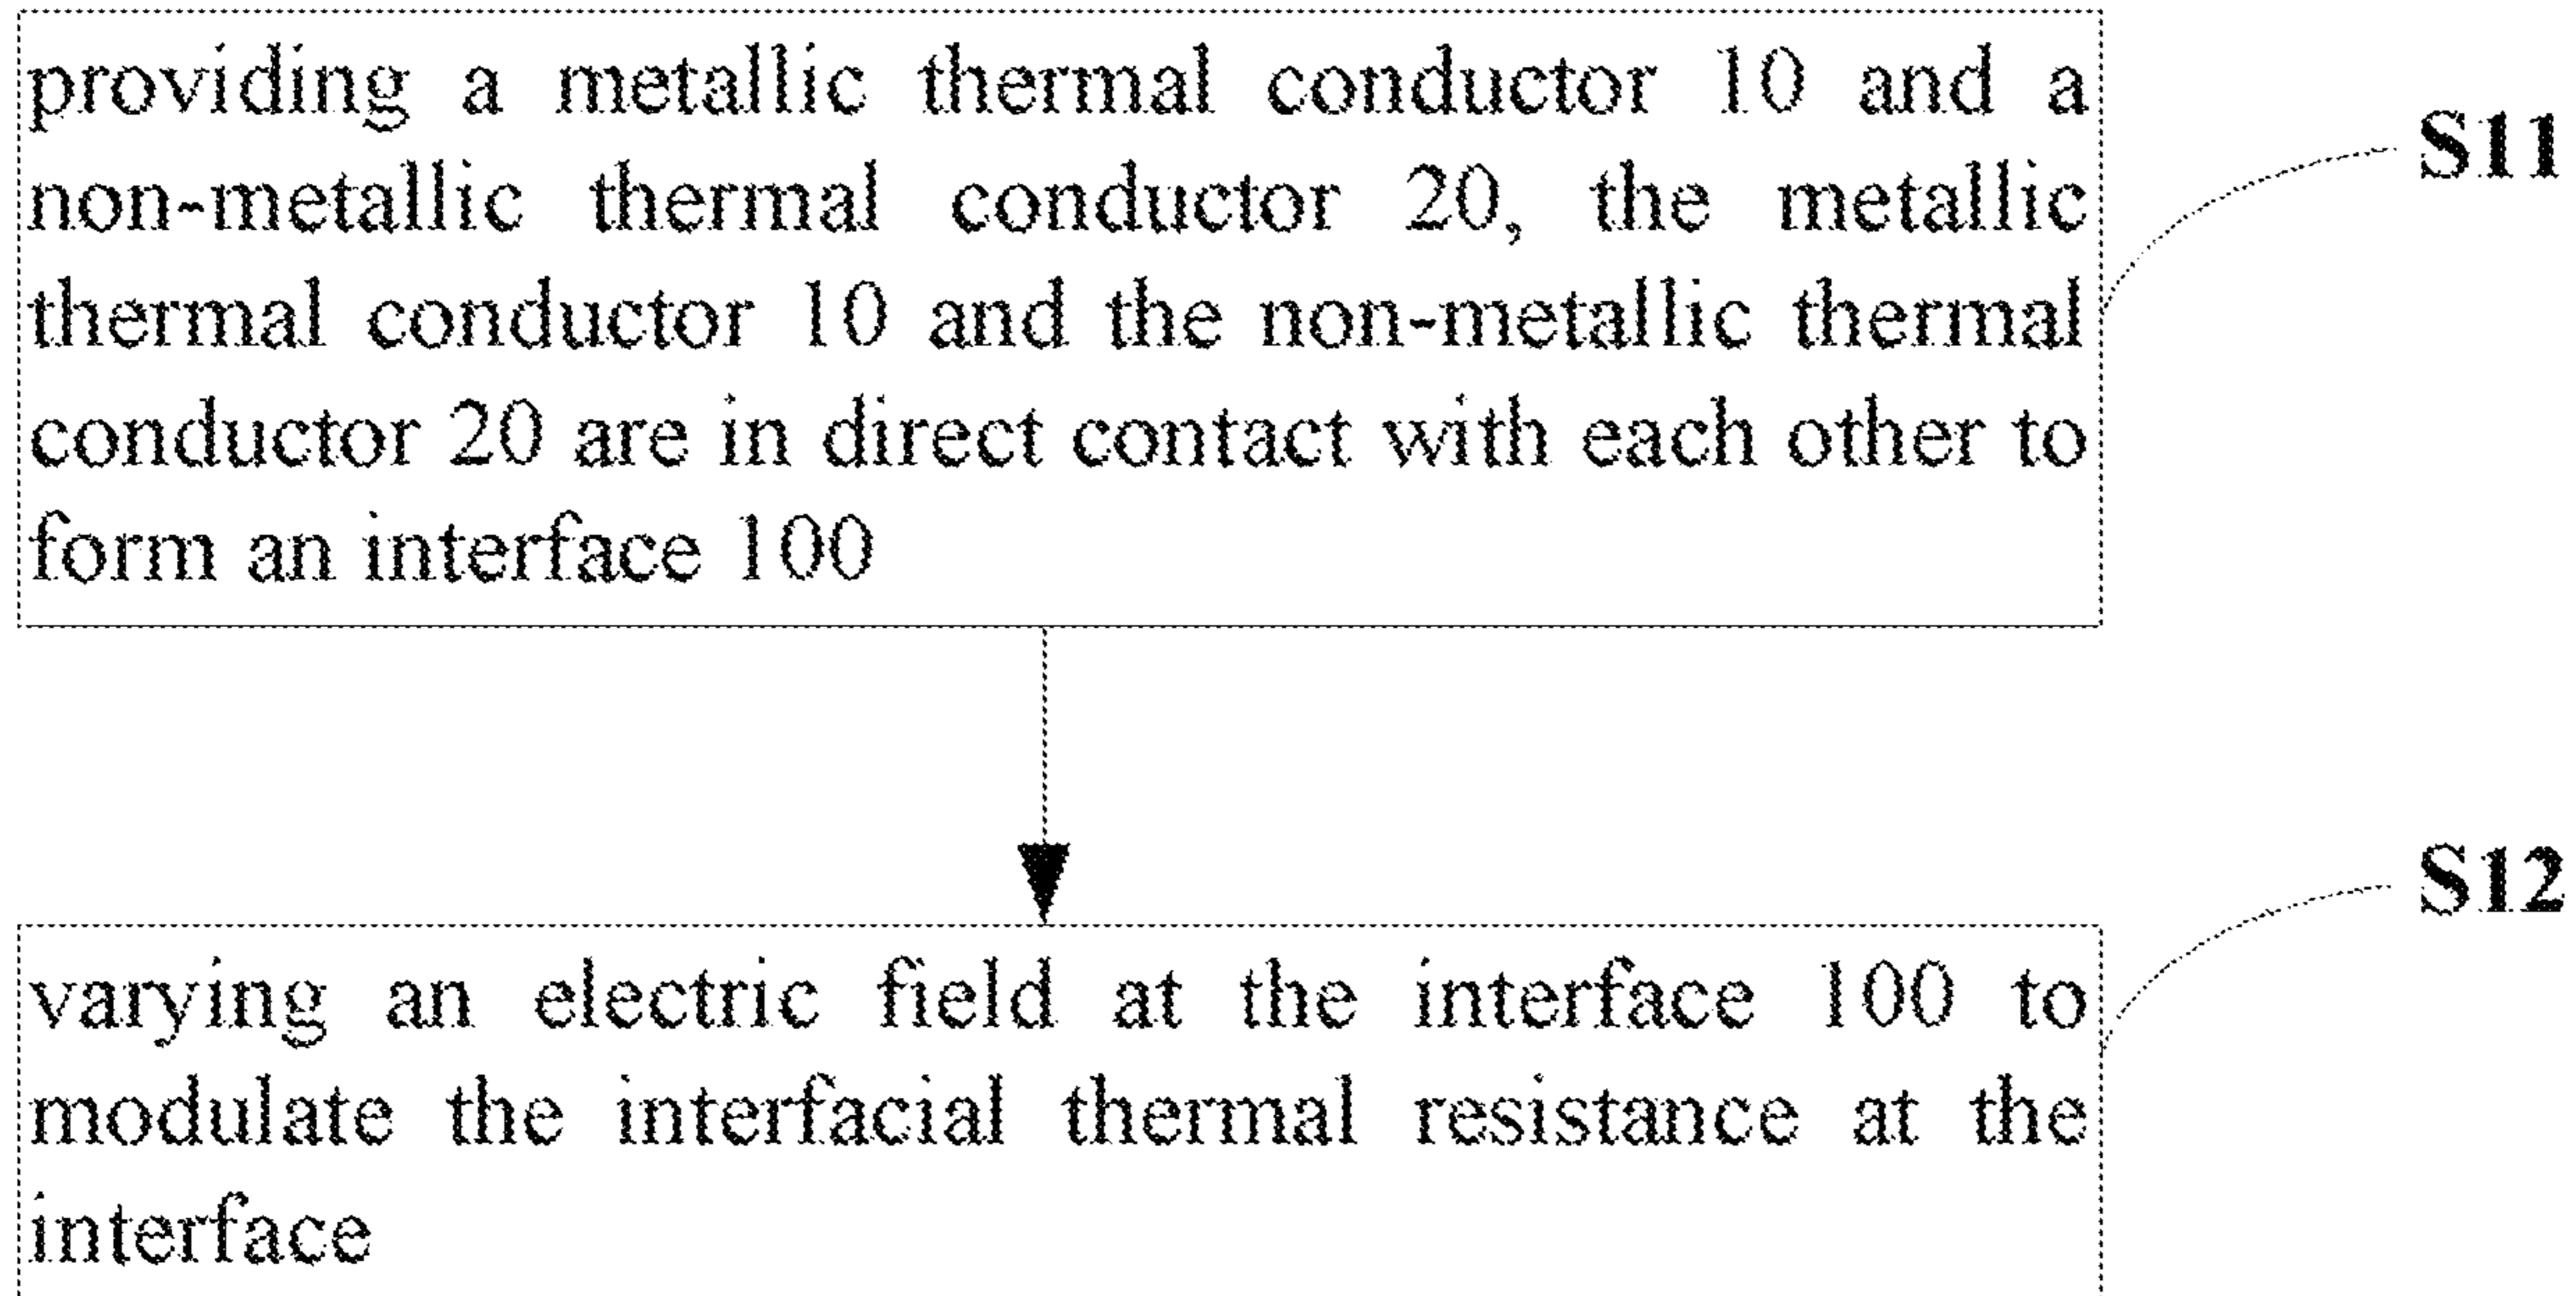 providing a metallic thermal conductor 10 and a
non-metallic thermal conductor 20, the metallic
thermal conductor 10 and the non-metallic thermal
conductor 20 are in direct contact with each other to
form an interface 100
S11
varying an electric field at the interface 100 to
modulate the interfacial thermal resistance at the
interface
S12